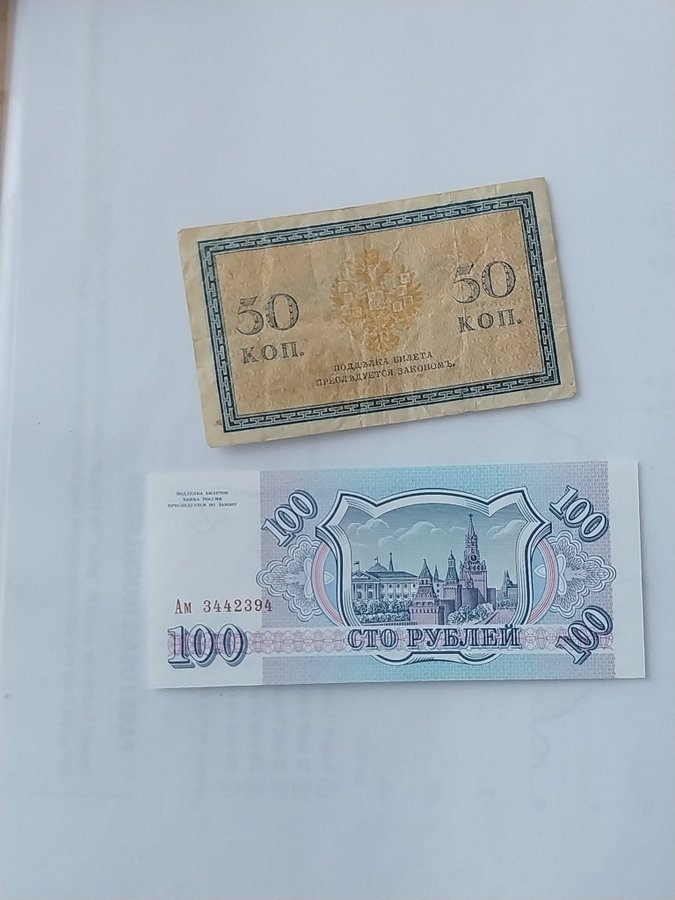 50
КОП.
50
КОП.
ПОДДѢЛКА БИЛЕТА
ПРЕСЛѢДУЕТСЯ ЗАКОНОМЪ.
ПОДДЕЛКА БИЛЕТОВ
БАНКА РОССИИ
ПРЕСЛЕДУЕТСЯ ПО ЗАКОНУ
100
100
Ам 3442394
100
СТО РУБЛЕЙ
100